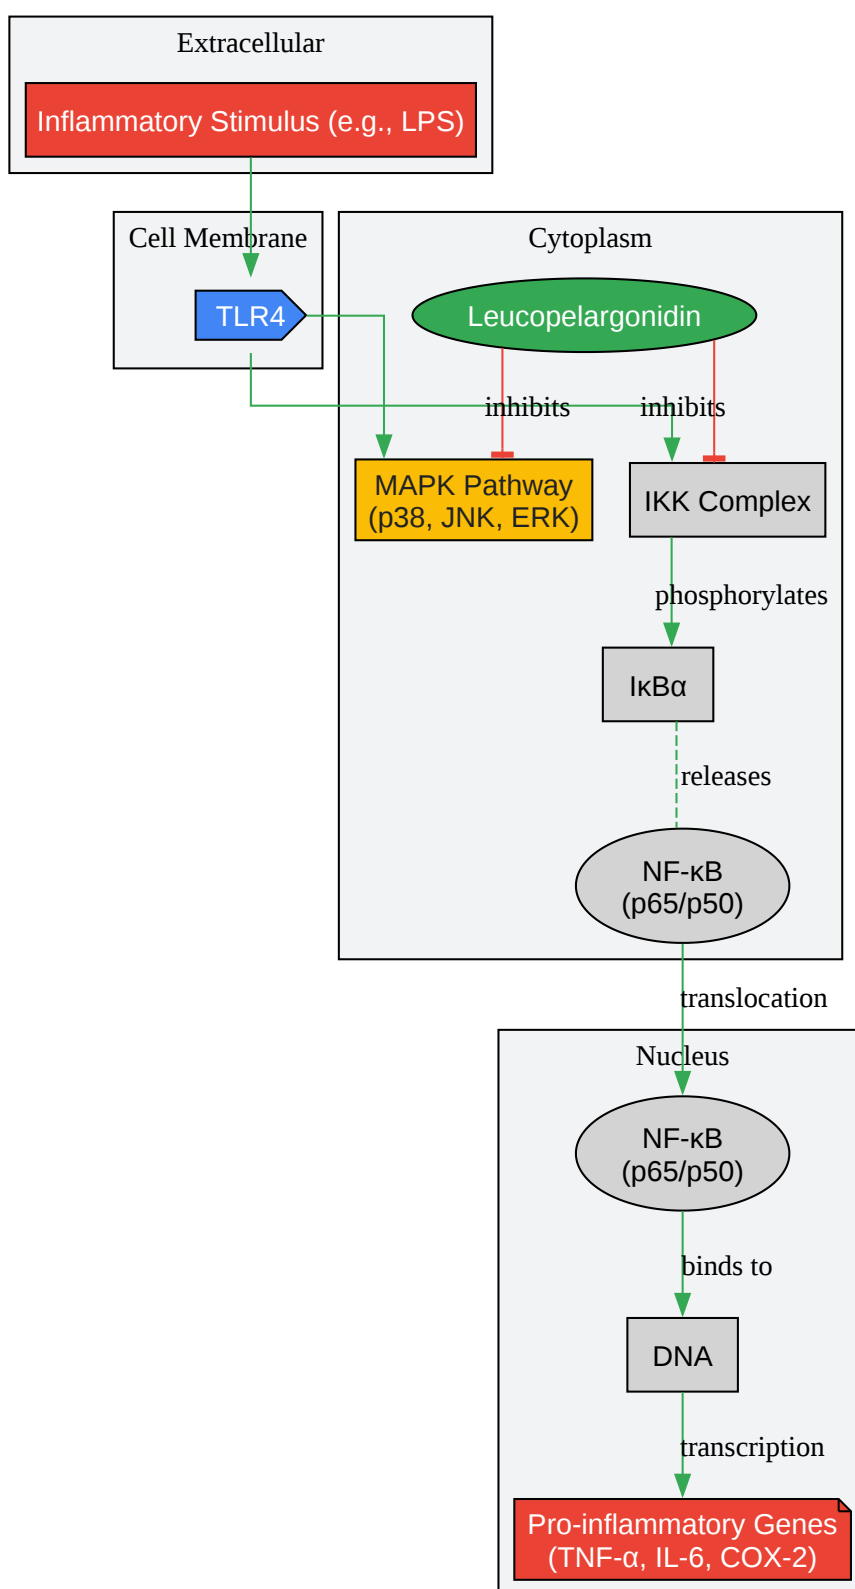 Extracellular
Inflammatory Stimulus (e.g., LPS)
Cell Membrane
TLR4
Cytoplasm
Leucopelargonidin
inhibits
inhibits
MAPK Pathway
(p38, JNK, ERK)
IKK Complex
phosphorylates
IκBα
releases
NF-κB
(p65/p50)
translocation
Nucleus
NF-κB
(p65/p50)
binds to
DNA
transcription
Pro-inflammatory Genes
(TNF-α, IL-6, COX-2)